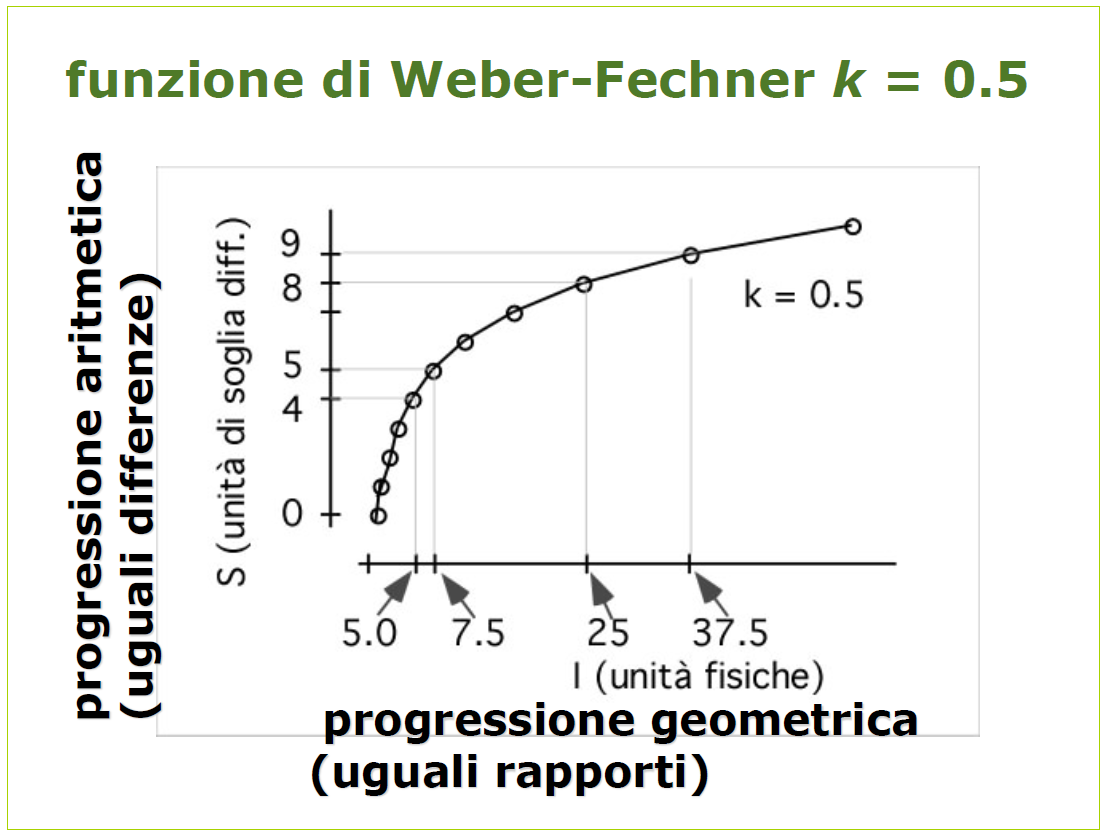 funzione di Weber-Fechner k = 0.5
progressione aritmetica
(uguali differenze)
S (unità di soglia diff.)
9
8
5
4
0
k = 0.5
5.0
7.5
25
37.5
I (unità fisiche)
progressione geometrica
(uguali rapporti)